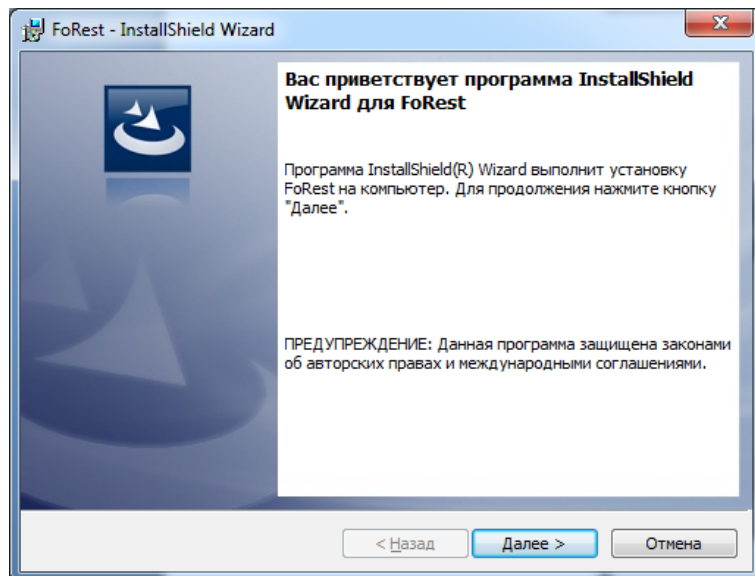 FoRest - InstallShield Wizard
Вас приветствует программа InstallShield
Wizard для FoRest
Программа InstallShield(R) Wizard выполнит установку
FoRest на компьютер. Для продолжения нажмите кнопку
"Далее".
ПРЕДУПРЕЖДЕНИЕ: Данная программа защищена законами
об авторских правах и международными соглашениями.
< Назад
Далее >
Отмена